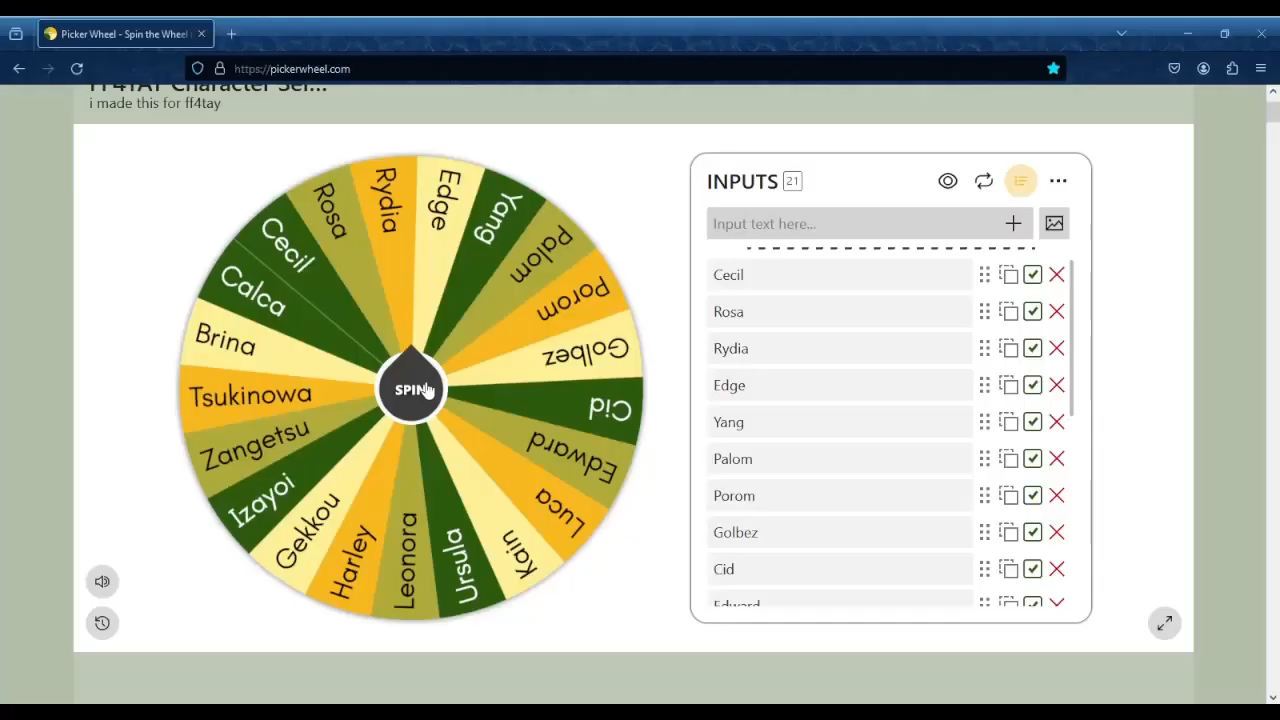 Picker Wheel - Spin the Wheel
https://pickerwheel.com
i made this for ff4tay
Edge
Yang
Palom
Porom
Golbez
Cid
Edward
Luca
Kain
Ursula
Leonora
Harley
Gekkou
Izayoi
Zangetsu
Tsukinowa
Brina
Calca
Cecil
Rosa
Rydia
SPIN
INPUTS 21
Input text here...
Cecil
Rosa
Rydia
Edge
Yang
Palom
Porom
Golbez
Cid
Edward